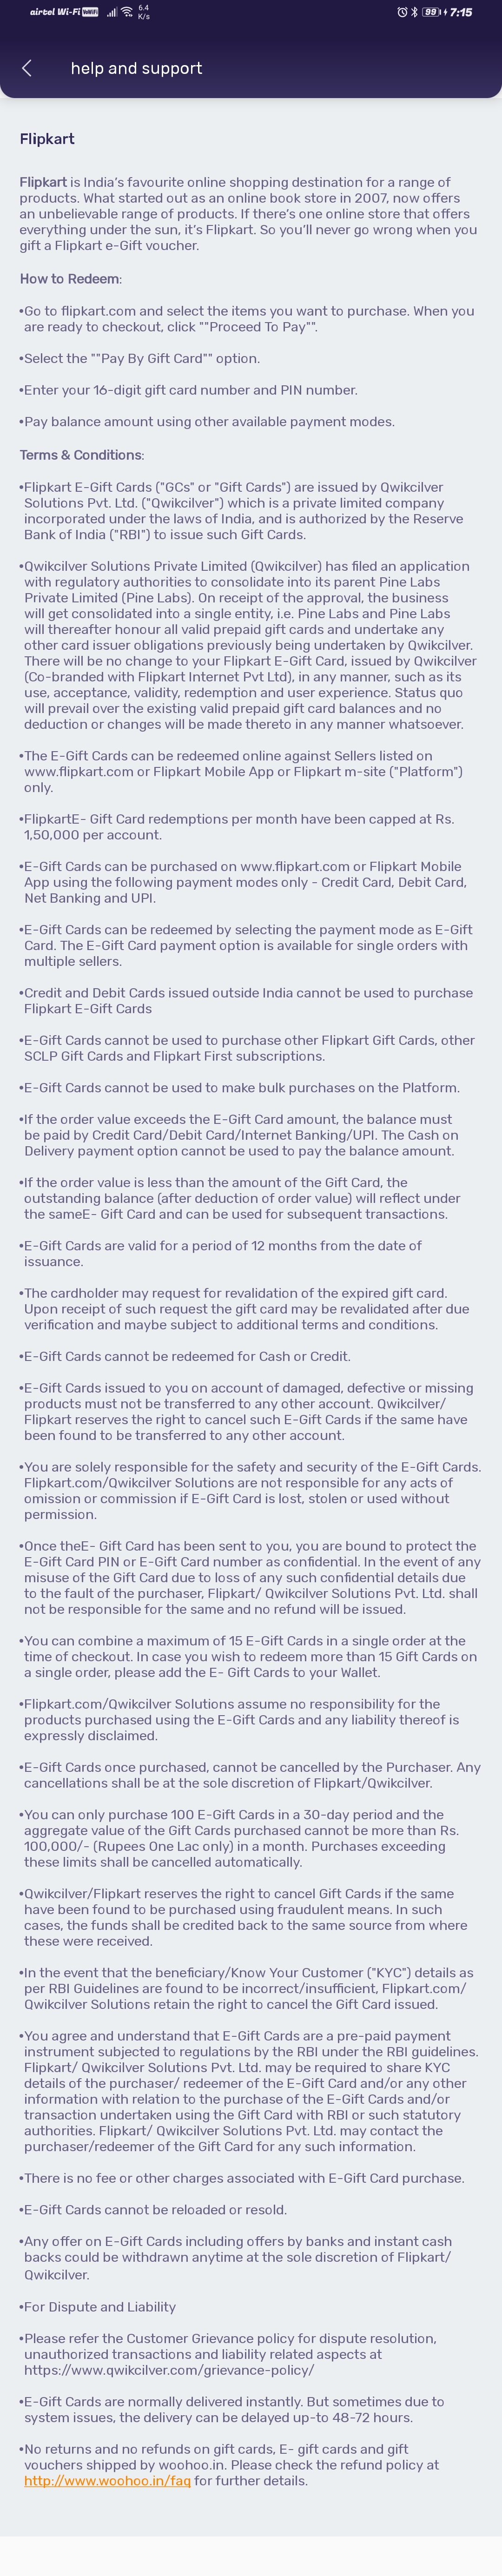 airtel Wi-Fi VoWiFi 6.4 K/s 99 7:15
help and support
Flipkart
Flipkart is India's favourite online shopping destination for a range of
products. What started out as an online book store in 2007, now offers
an unbelievable range of products. If there's one online store that offers
everything under the sun, it's Flipkart. So you'll never go wrong when you
gift a Flipkart e-Gift voucher.
How to Redeem:
•Go to flipkart.com and select the items you want to purchase. When you
are ready to checkout, click ""Proceed To Pay"".
•Select the ""Pay By Gift Card"" option.
•Enter your 16-digit gift card number and PIN number.
•Pay balance amount using other available payment modes.
Terms & Conditions:
•Flipkart E-Gift Cards ("GCs" or "Gift Cards") are issued by Qwikcilver
Solutions Pvt. Ltd. ("Qwikcilver") which is a private limited company
incorporated under the laws of India, and is authorized by the Reserve
Bank of India ("RBI") to issue such Gift Cards.
•Qwikcilver Solutions Private Limited (Qwikcilver) has filed an application
with regulatory authorities to consolidate into its parent Pine Labs
Private Limited (Pine Labs). On receipt of the approval, the business
will get consolidated into a single entity, i.e. Pine Labs and Pine Labs
will thereafter honour all valid prepaid gift cards and undertake any
other card issuer obligations previously being undertaken by Qwikcilver.
There will be no change to your Flipkart E-Gift Card, issued by Qwikcilver
(Co-branded with Flipkart Internet Pvt Ltd), in any manner, such as its
use, acceptance, validity, redemption and user experience. Status quo
will prevail over the existing valid prepaid gift card balances and no
deduction or changes will be made thereto in any manner whatsoever.
•The E-Gift Cards can be redeemed online against Sellers listed on
www.flipkart.com or Flipkart Mobile App or Flipkart m-site ("Platform")
only.
•FlipkartE- Gift Card redemptions per month have been capped at Rs.
1,50,000 per account.
•E-Gift Cards can be purchased on www.flipkart.com or Flipkart Mobile
App using the following payment modes only - Credit Card, Debit Card,
Net Banking and UPI.
•E-Gift Cards can be redeemed by selecting the payment mode as E-Gift
Card. The E-Gift Card payment option is available for single orders with
multiple sellers.
•Credit and Debit Cards issued outside India cannot be used to purchase
Flipkart E-Gift Cards
•E-Gift Cards cannot be used to purchase other Flipkart Gift Cards, other
SCLP Gift Cards and Flipkart First subscriptions.
•E-Gift Cards cannot be used to make bulk purchases on the Platform.
•If the order value exceeds the E-Gift Card amount, the balance must
be paid by Credit Card/Debit Card/Internet Banking/UPI. The Cash on
Delivery payment option cannot be used to pay the balance amount.
•If the order value is less than the amount of the Gift Card, the
outstanding balance (after deduction of order value) will reflect under
the sameE- Gift Card and can be used for subsequent transactions.
•E-Gift Cards are valid for a period of 12 months from the date of
issuance.
•The cardholder may request for revalidation of the expired gift card.
Upon receipt of such request the gift card may be revalidated after due
verification and maybe subject to additional terms and conditions.
•E-Gift Cards cannot be redeemed for Cash or Credit.
•E-Gift Cards issued to you on account of damaged, defective or missing
products must not be transferred to any other account. Qwikcilver/
Flipkart reserves the right to cancel such E-Gift Cards if the same have
been found to be transferred to any other account.
•You are solely responsible for the safety and security of the E-Gift Cards.
Flipkart.com/Qwikcilver Solutions are not responsible for any acts of
omission or commission if E-Gift Card is lost, stolen or used without
permission.
•Once theE- Gift Card has been sent to you, you are bound to protect the
E-Gift Card PIN or E-Gift Card number as confidential. In the event of any
misuse of the Gift Card due to loss of any such confidential details due
to the fault of the purchaser, Flipkart/ Qwikcilver Solutions Pvt. Ltd. shall
not be responsible for the same and no refund will be issued.
•You can combine a maximum of 15 E-Gift Cards in a single order at the
time of checkout. In case you wish to redeem more than 15 Gift Cards on
a single order, please add the E- Gift Cards to your Wallet.
•Flipkart.com/Qwikcilver Solutions assume no responsibility for the
products purchased using the E-Gift Cards and any liability thereof is
expressly disclaimed.
•E-Gift Cards once purchased, cannot be cancelled by the Purchaser. Any
cancellations shall be at the sole discretion of Flipkart/Qwikcilver.
•You can only purchase 100 E-Gift Cards in a 30-day period and the
aggregate value of the Gift Cards purchased cannot be more than Rs.
100,000/- (Rupees One Lac only) in a month. Purchases exceeding
these limits shall be cancelled automatically.
•Qwikcilver/Flipkart reserves the right to cancel Gift Cards if the same
have been found to be purchased using fraudulent means. In such
cases, the funds shall be credited back to the same source from where
these were received.
•In the event that the beneficiary/Know Your Customer ("KYC") details as
per RBI Guidelines are found to be incorrect/insufficient, Flipkart.com/
Qwikcilver Solutions retain the right to cancel the Gift Card issued.
•You agree and understand that E-Gift Cards are a pre-paid payment
instrument subjected to regulations by the RBI under the RBI guidelines.
Flipkart/ Qwikcilver Solutions Pvt. Ltd. may be required to share KYC
details of the purchaser/ redeemer of the E-Gift Card and/or any other
information with relation to the purchase of the E-Gift Cards and/or
transaction undertaken using the Gift Card with RBI or such statutory
authorities. Flipkart/ Qwikcilver Solutions Pvt. Ltd. may contact the
purchaser/redeemer of the Gift Card for any such information.
•There is no fee or other charges associated with E-Gift Card purchase.
•E-Gift Cards cannot be reloaded or resold.
•Any offer on E-Gift Cards including offers by banks and instant cash
backs could be withdrawn anytime at the sole discretion of Flipkart/
Qwikcilver.
•For Dispute and Liability
•Please refer the Customer Grievance policy for dispute resolution,
unauthorized transactions and liability related aspects at
https://www.qwikcilver.com/grievance-policy/
•E-Gift Cards are normally delivered instantly. But sometimes due to
system issues, the delivery can be delayed up-to 48-72 hours.
•No returns and no refunds on gift cards, E- gift cards and gift
vouchers shipped by woohoo.in. Please check the refund policy at
http://www.woohoo.in/faq for further details.